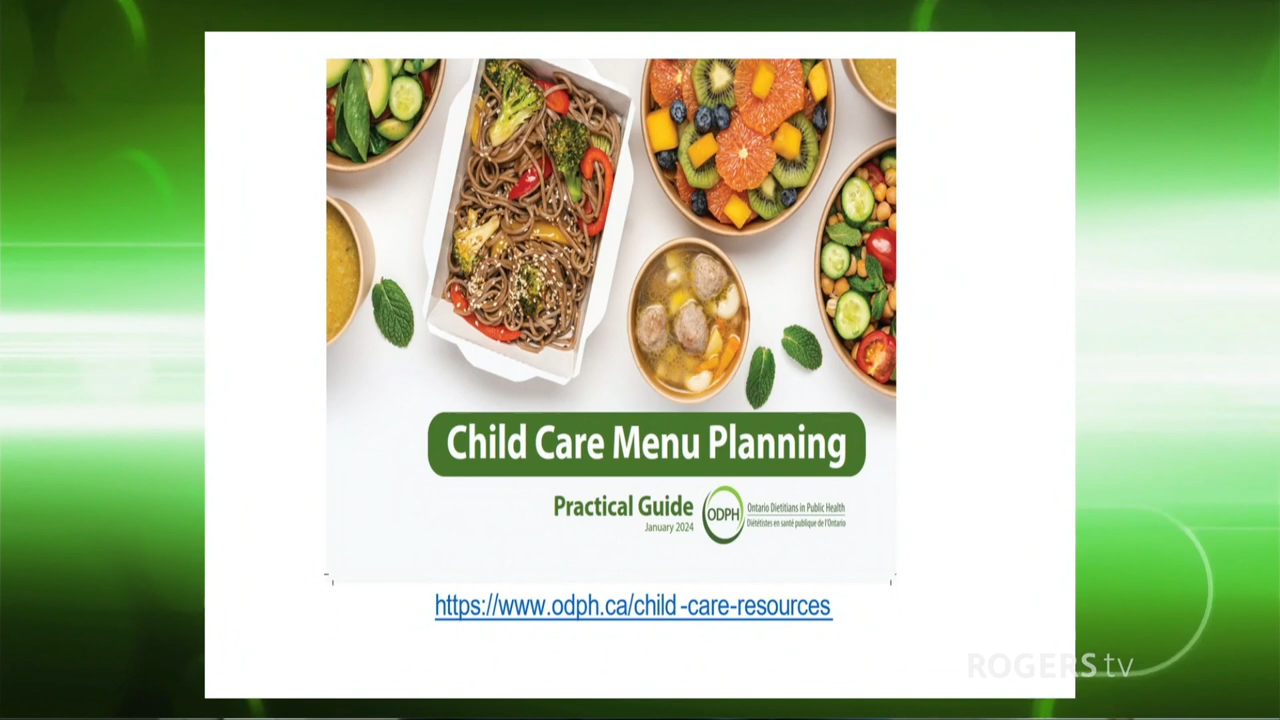 Child Care Menu Planning
Practical Guide
January 2024
ODPH
Ontario Dietitians in Public Health
Diététistes en santé publique de l'Ontario
https://www.odph.ca/child-care-resources
ROGERS tv